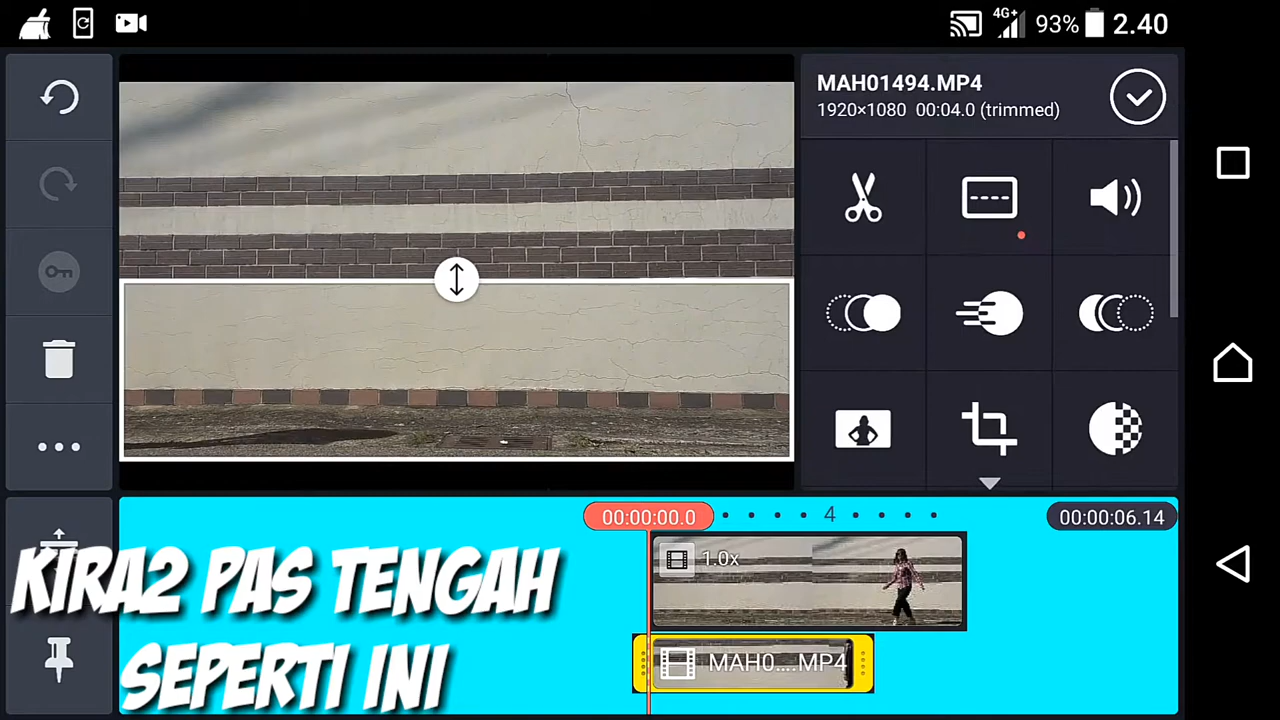 4G+ 93% 2.40
MAH01494.MP4
1920×1080 00:04.0 (trimmed)
00:00:00.0 4 00:00:06.14
1.0x
MAH0....MP4
KIRA2 PAS TENGAH
SEPERTI INI